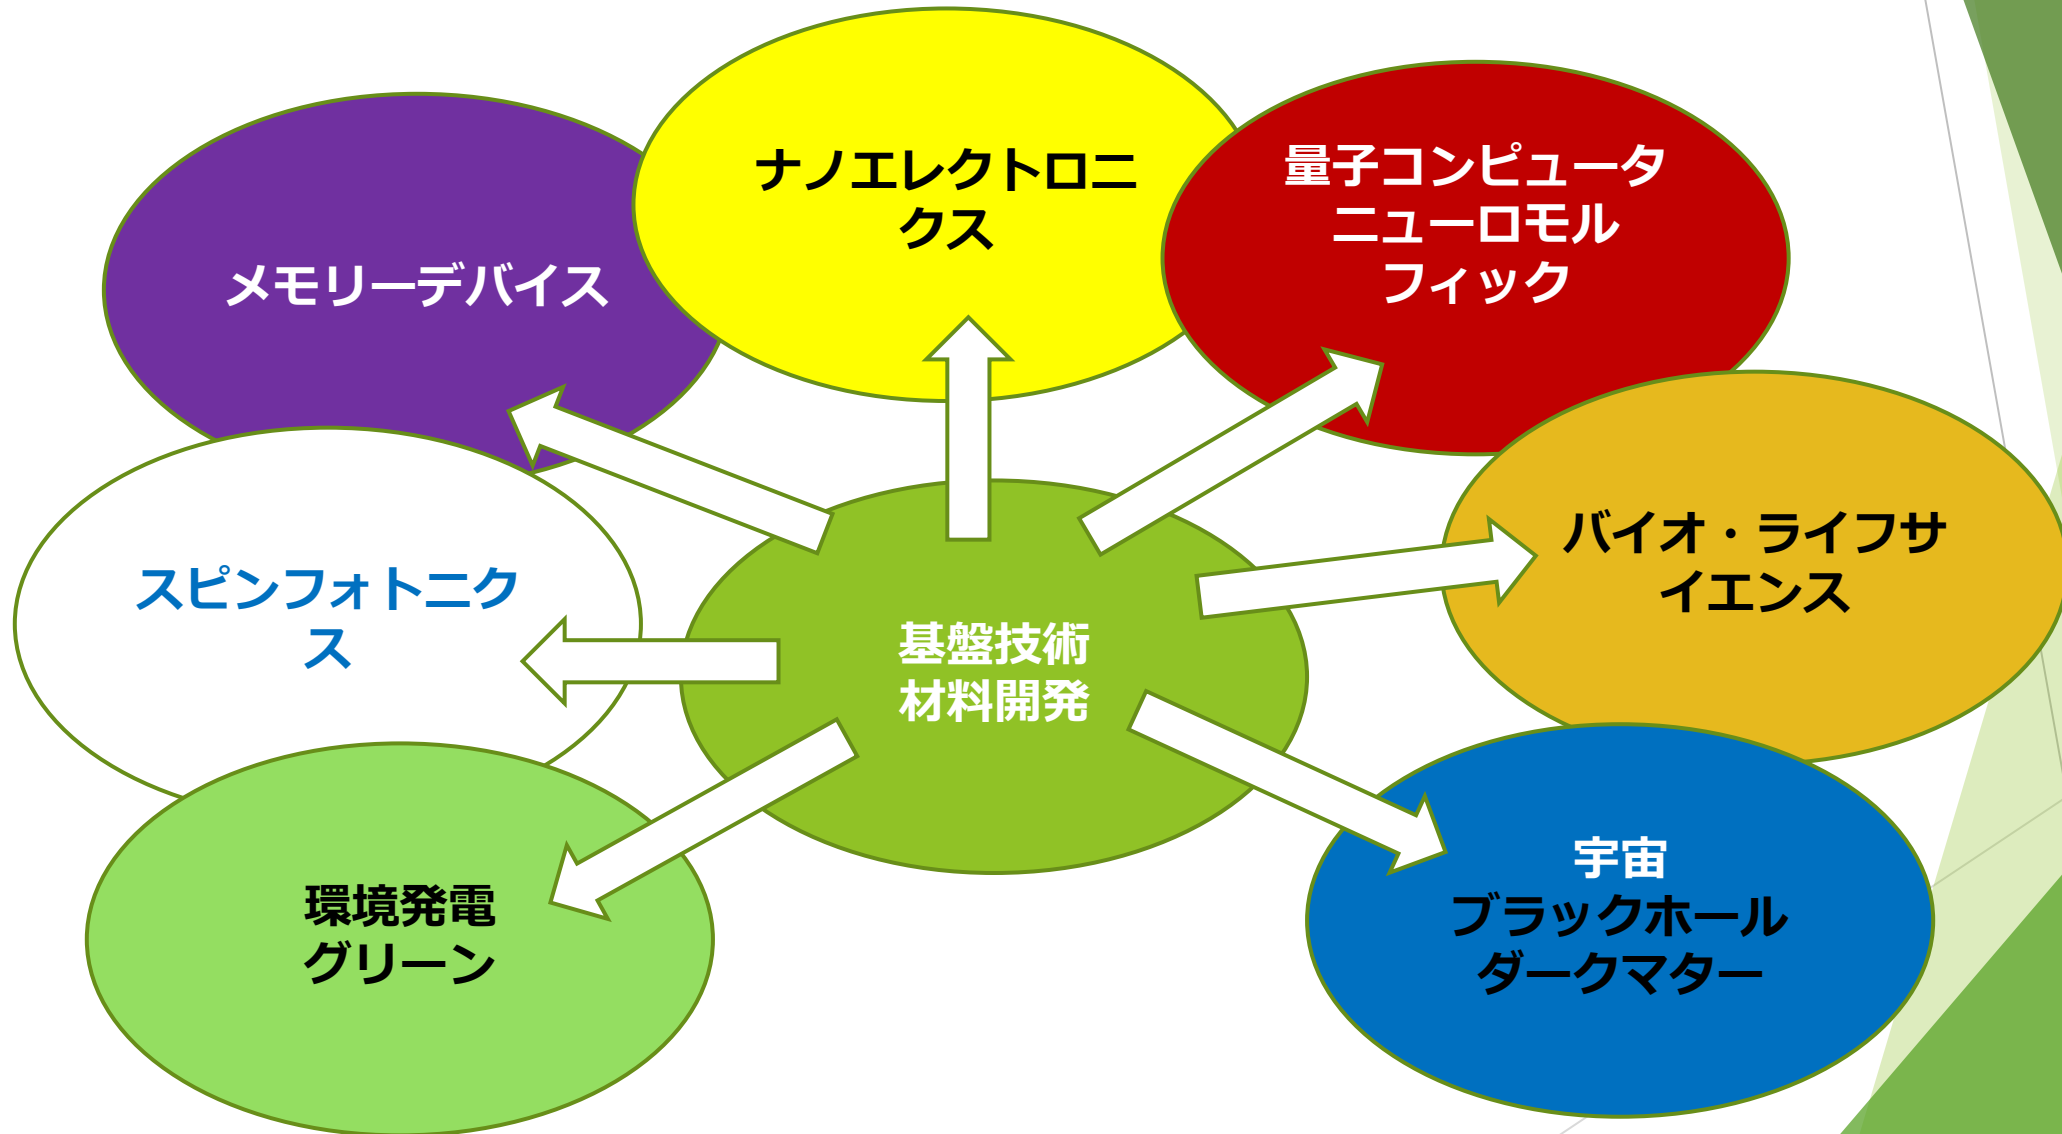 ナノエレクトロニ
クス
量子コンピュータ
ニューロモル
フィック
メモリーデバイス
バイオ・ライフサ
イエンス
スピンフォトニク
ス
基盤技術
材料開発
宇宙
ブラックホール
ダークマター
環境発電
グリーン